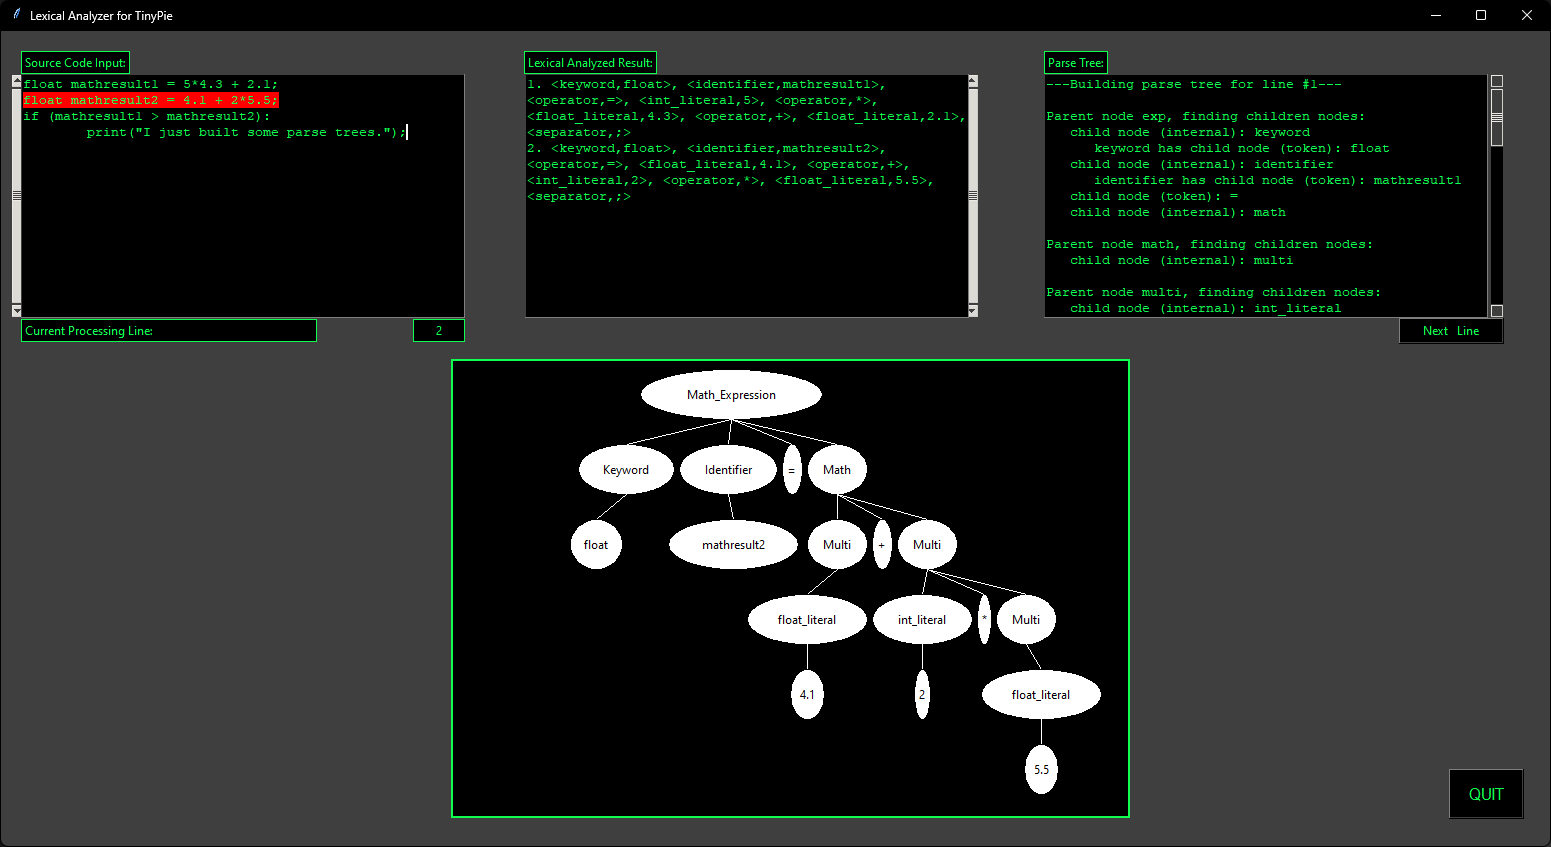 Lexical Analyzer for TinyPie
Source Code Input:
float mathresult1 = 5*4.3 + 2.1;
float mathresult2 = 4.1 + 2*5.5;
if (mathresult1 > mathresult2):
        print("I just built some parse trees.");
Current Processing Line:
2
Lexical Analyzed Result:
1. <keyword,float>, <identifier,mathresult1>,
<operator,=>, <int_literal,5>, <operator,*>,
<float_literal,4.3>, <operator,+>, <float_literal,2.1>,
<separator,;>
2. <keyword,float>, <identifier,mathresult2>,
<operator,=>, <float_literal,4.1>, <operator,+>,
<int_literal,2>, <operator,*>, <float_literal,5.5>,
<separator,;>
Parse Tree:
---Building parse tree for line #1---
Parent node exp, finding children nodes:
   child node (internal): keyword
      keyword has child node (token): float
   child node (internal): identifier
      identifier has child node (token): mathresult1
   child node (token): =
   child node (internal): math
Parent node math, finding children nodes:
   child node (internal): multi
Parent node multi, finding children nodes:
   child node (internal): int_literal
Next Line
Math_Expression
Keyword Identifier = Math
float mathresult2 Multi + Multi
float_literal int_literal * Multi
4.1 2 float_literal
5.5
QUIT